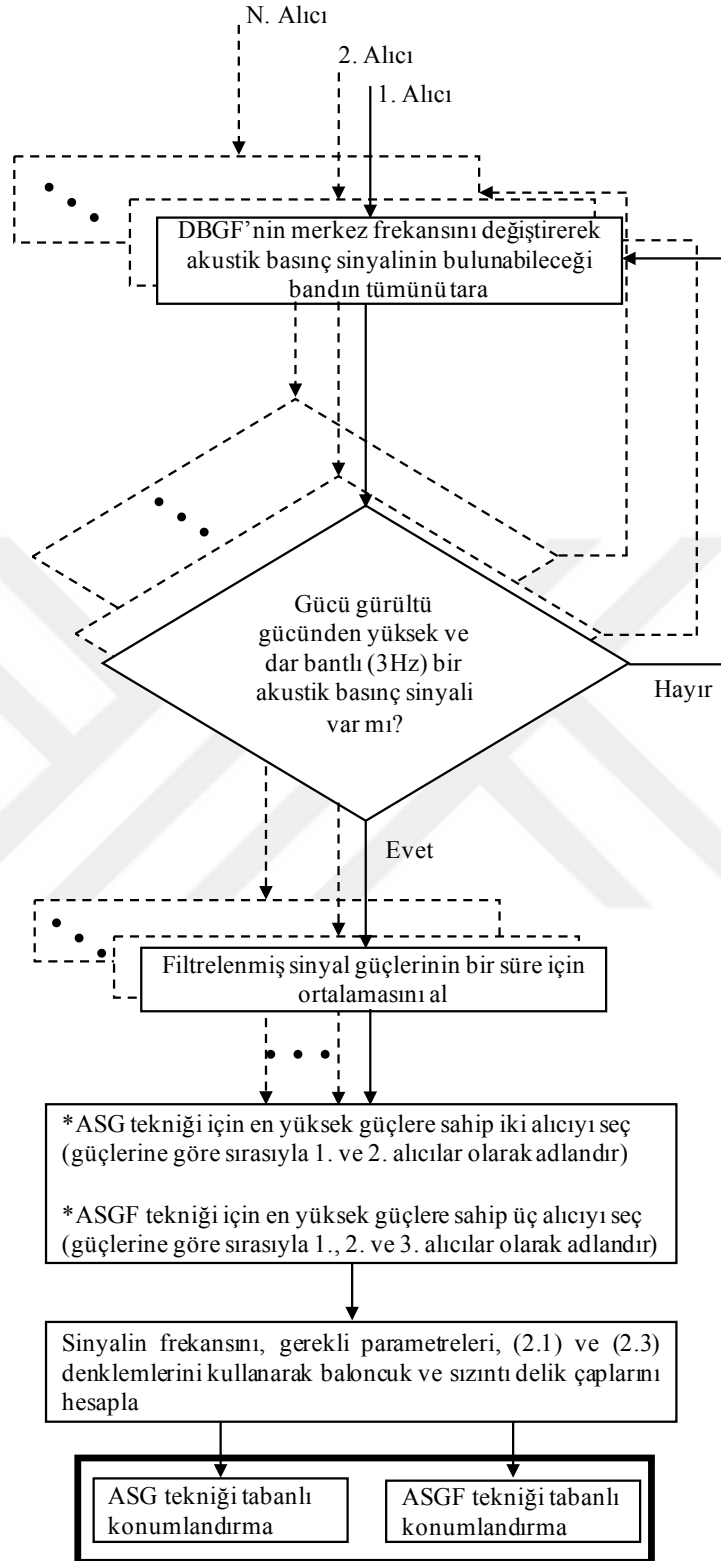 N. Alıcı
2. Alıcı
1. Alıcı
DBGF’nin merkez frekansını değiştirerek
akustik basınç sinyalinin bulunabileceği
bandın tümünü tara
Gücü gürültü
gücünden yüksek ve
dar bantlı (3Hz) bir
akustik basınç sinyali
var mı?
Hayır
Evet
Filtrelenmiş sinyal güçlerinin bir süre için
ortalamasını al
*ASG tekniği için en yüksek güçlere sahip iki alıcıyı seç
(güçlerine göre sırasıyla 1. ve 2. alıcılar olarak adlandır)
*ASGF tekniği için en yüksek güçlere sahip üç alıcıyı seç
(güçlerine göre sırasıyla 1., 2. ve 3. alıcılar olarak adlandır)
Sinyalin frekansını, gerekli parametreleri, (2.1) ve (2.3)
denklemlerini kullanarak baloncuk ve sızıntı delik çaplarını
hesapla
ASG tekniği tabanlı
konumlandırma
ASGF tekniği tabanlı
konumlandırma